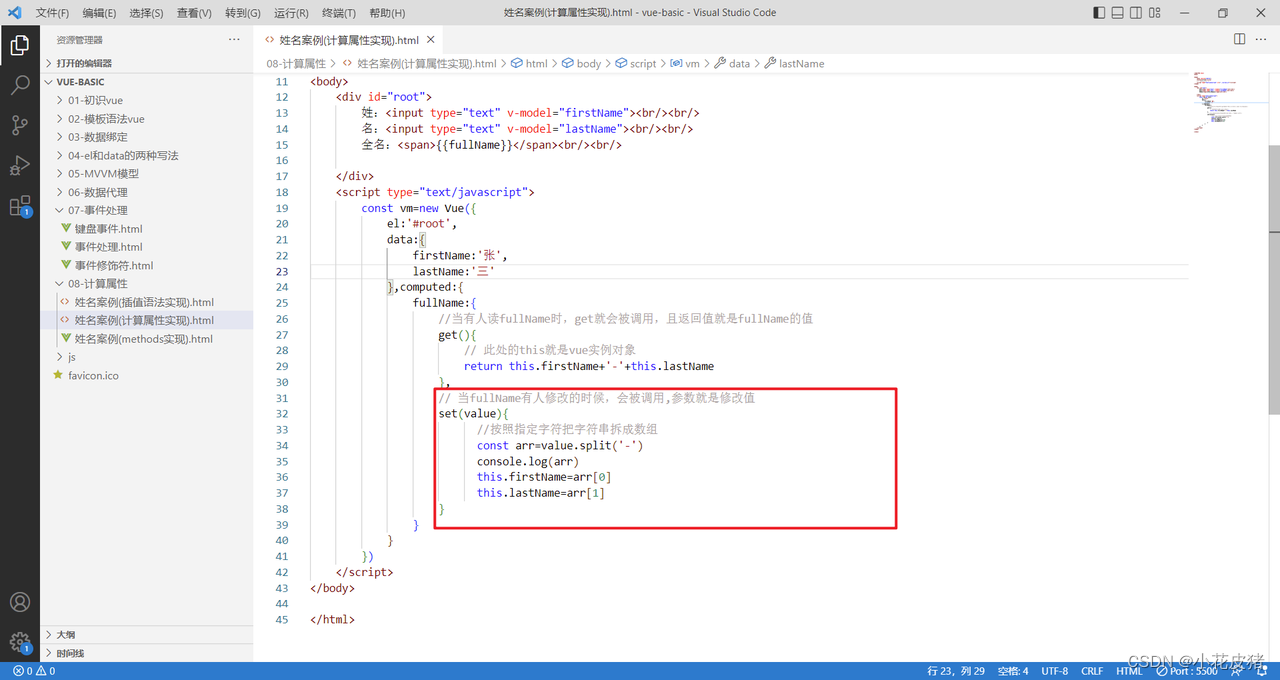 文件(F) 编辑(E) 选择(S) 查看(V) 转到(G) 运行(R) 终端(T) 帮助(H) 姓名案例(计算属性实现).html - vue-basic - Visual Studio Code
资源管理器
打开的编辑器
VUE-BASIC
01-初识vue
02-模板语法vue
03-数据绑定
04-el和data的两种写法
05-MVVM模型
06-数据代理
07-事件处理
键盘事件.html
事件处理.html
事件修饰符.html
08-计算属性
姓名案例(插值语法实现).html
姓名案例(计算属性实现).html
姓名案例(methods实现).html
js
favicon.ico
大纲
时间线
1
1
姓名案例(计算属性实现).html
08-计算属性 > 姓名案例(计算属性实现).html > html > body > script > vm > data > lastName
11 <body>
12 <div id="root">
13 姓：<input type="text" v-model="firstName"><br/><br/>
14 名：<input type="text" v-model="lastName"><br/><br/>
15 全名：<span>{{fullName}}</span><br/><br/>
16
17 </div>
18 <script type="text/javascript">
19 const vm=new Vue({
20 el:'#root',
21 data:{
22 firstName:'张',
23 lastName:'三'
24 },computed:{
25 fullName:{
26 //当有人读fullName时，get就会被调用，且返回值就是fullName的值
27 get(){
28 // 此处的this就是vue实例对象
29 return this.firstName+'-'+this.lastName
30 },
31 // 当fullName有人修改的时候，会被调用,参数就是修改值
32 set(value){
33 //按照指定字符把字符串拆成数组
34 const arr=value.split('-')
35 console.log(arr)
36 this.firstName=arr[0]
37 this.lastName=arr[1]
38 }
39 }
40 }
41 })
42 </script>
43 </body>
44
45 </html>
0 0 行 23，列 29 空格: 4 UTF-8 CRLF HTML Port : 5500
CSDN @小花皮猪